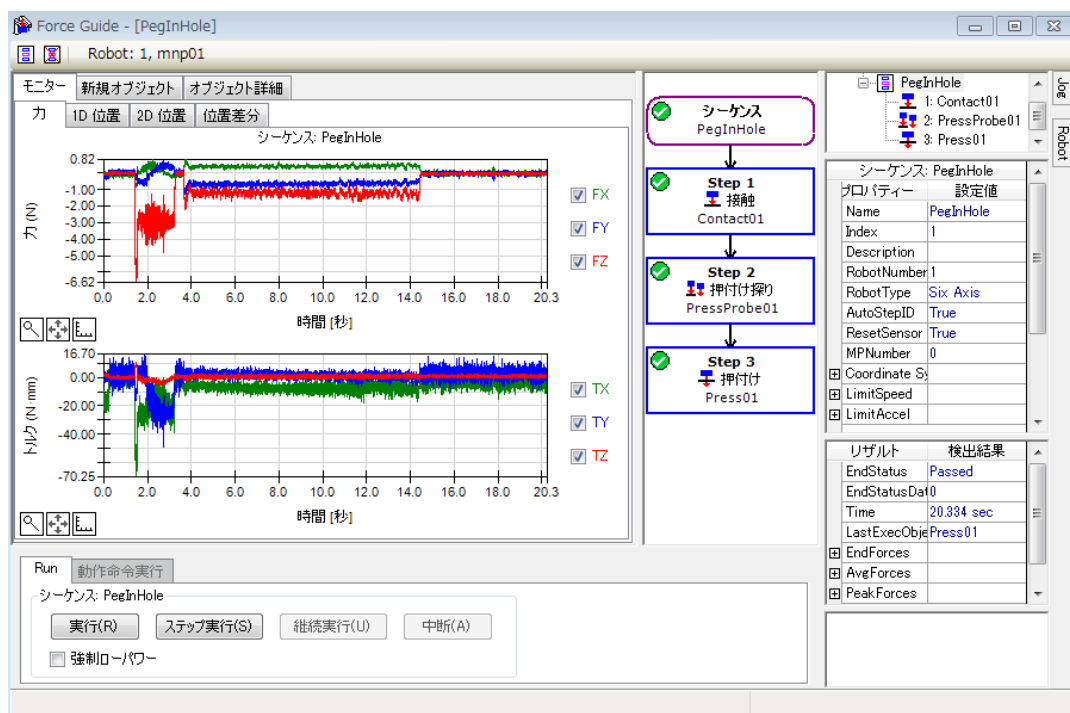 Force Guide - [PegInHole]
Robot: 1, mnp01
モニター 新規オブジェクト オブジェクト詳細
力 1D 位置 2D 位置 位置差分
シーケンス: PegInHole
0.82
-1.00
-2.00
-3.00
-4.00
-5.00
-6.62
力 (N)
0.0 2.0 4.0 6.0 8.0 10.0 12.0 14.0 16.0 18.0 20.3
時間 [秒]
FX
FY
FZ
16.70
0.00
-20.00
-40.00
-70.25
トルク (N·mm)
0.0 2.0 4.0 6.0 8.0 10.0 12.0 14.0 16.0 18.0 20.3
時間 [秒]
TX
TY
TZ
シーケンス
PegInHole
Step 1
接触
Contact01
Step 2
押付け探り
PressProbe01
Step 3
押付け
Press01
PegInHole
1: Contact01
2: PressProbe01
3: Press01
Jog
Robot
シーケンス: PegInHole
プロパティー 設定値
Name PegInHole
Index 1
Description
RobotNumber 1
RobotType Six Axis
AutoStepID True
ResetSensor True
MPNumber 0
Coordinate Sy
LimitSpeed
LimitAccel
リザルト 検出結果
EndStatus Passed
EndStatusDat 0
Time 20.334 sec
LastExecObje Press01
EndForces
AvgForces
PeakForces
Run 動作命令実行
シーケンス: PegInHole
実行(R) ステップ実行(S) 継続実行(U) 中断(A)
強制ローパワー